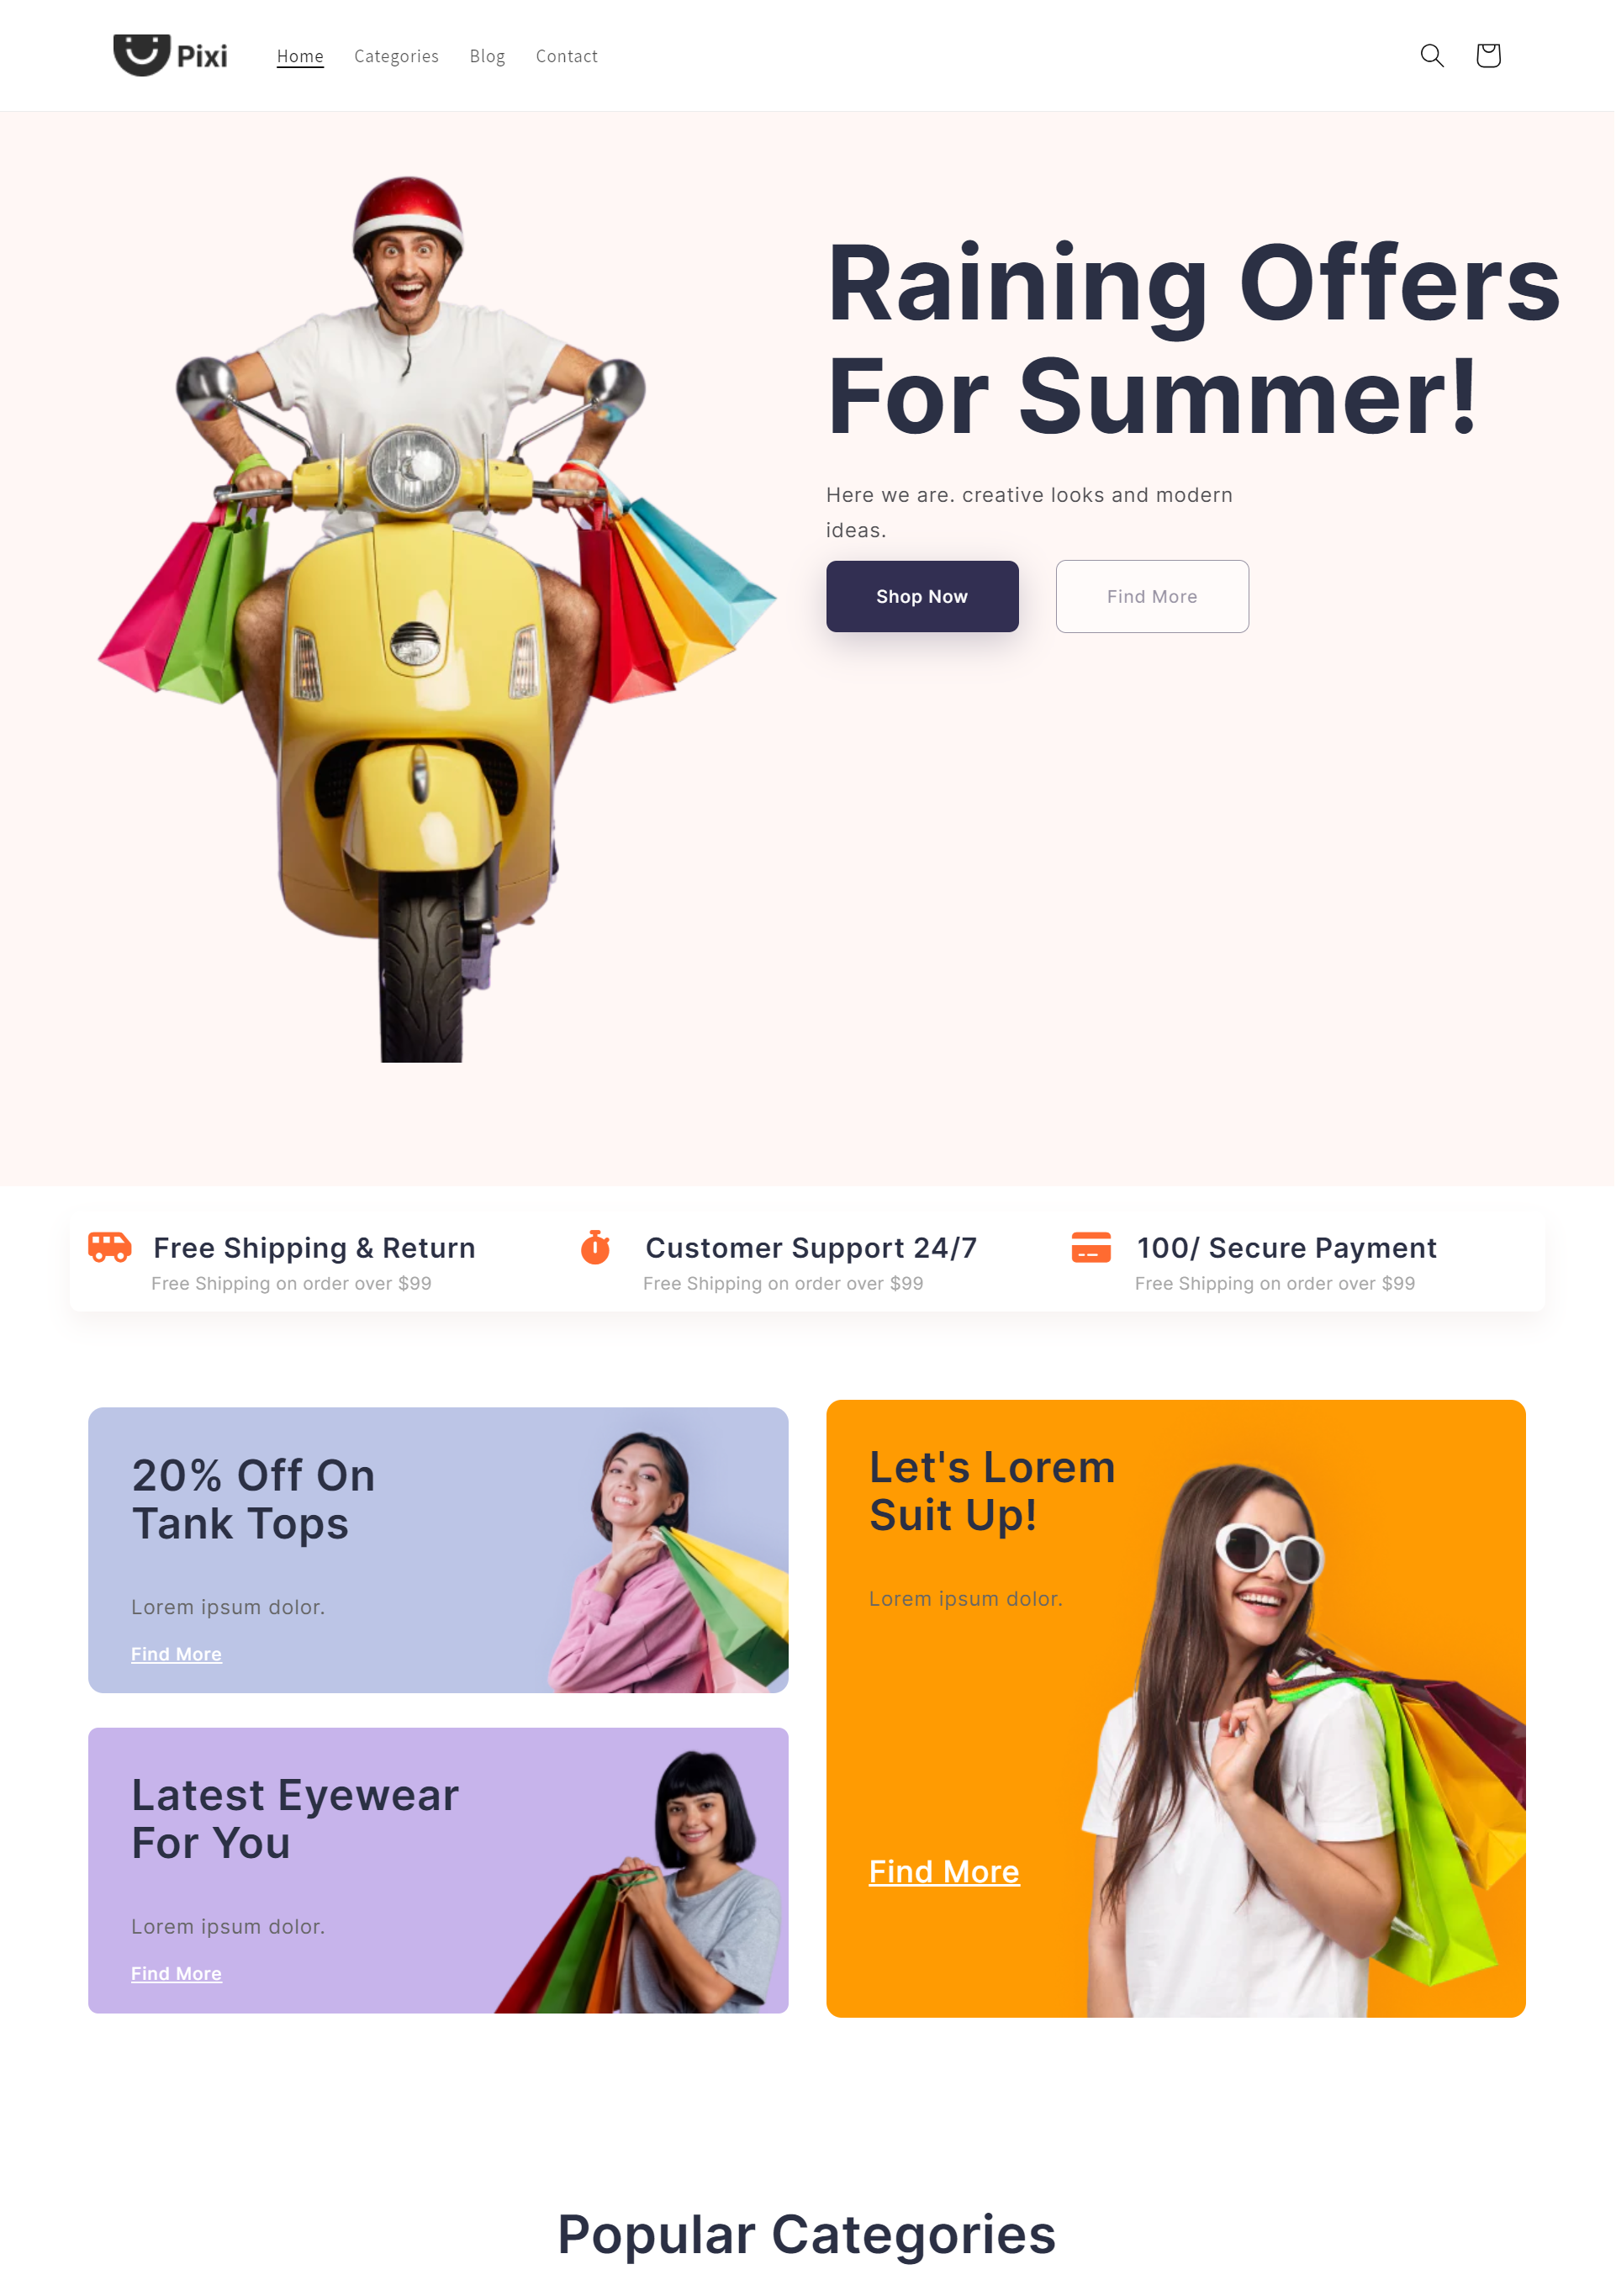 Pixi
Home Categories Blog Contact
Raining Offers
For Summer!
Here we are. creative looks and modern
ideas.
Shop Now Find More
Free Shipping & Return
Free Shipping on order over $99
Customer Support 24/7
Free Shipping on order over $99
100/ Secure Payment
Free Shipping on order over $99
20% Off On
Tank Tops
Lorem ipsum dolor.
Find More
Latest Eyewear
For You
Lorem ipsum dolor.
Find More
Let's Lorem
Suit Up!
Lorem ipsum dolor.
Find More
Popular Categories